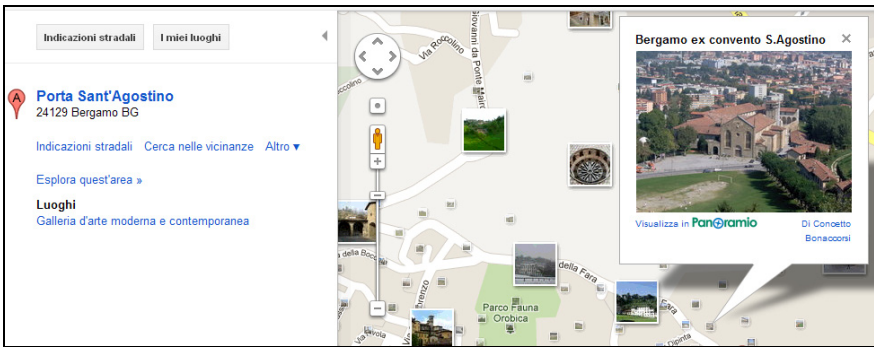 Indicazioni stradali
I miei luoghi
A
Porta Sant'Agostino
24129 Bergamo BG
Indicazioni stradali Cerca nelle vicinanze Altro ▼
Esplora quest'area »
Luoghi
Galleria d'arte moderna e contemporanea
Via Roccolino
Giovanni da Ponte
della Fara
Parco Fauna
Orobica
Dipinta
Bergamo ex convento S.Agostino
Visualizza in Panoramio
Di Concetto
Bonaccorsi